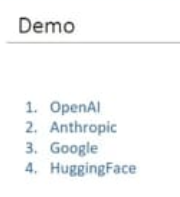 Demo
1. OpenAI
2. Anthropic
3. Google
4. HuggingFace